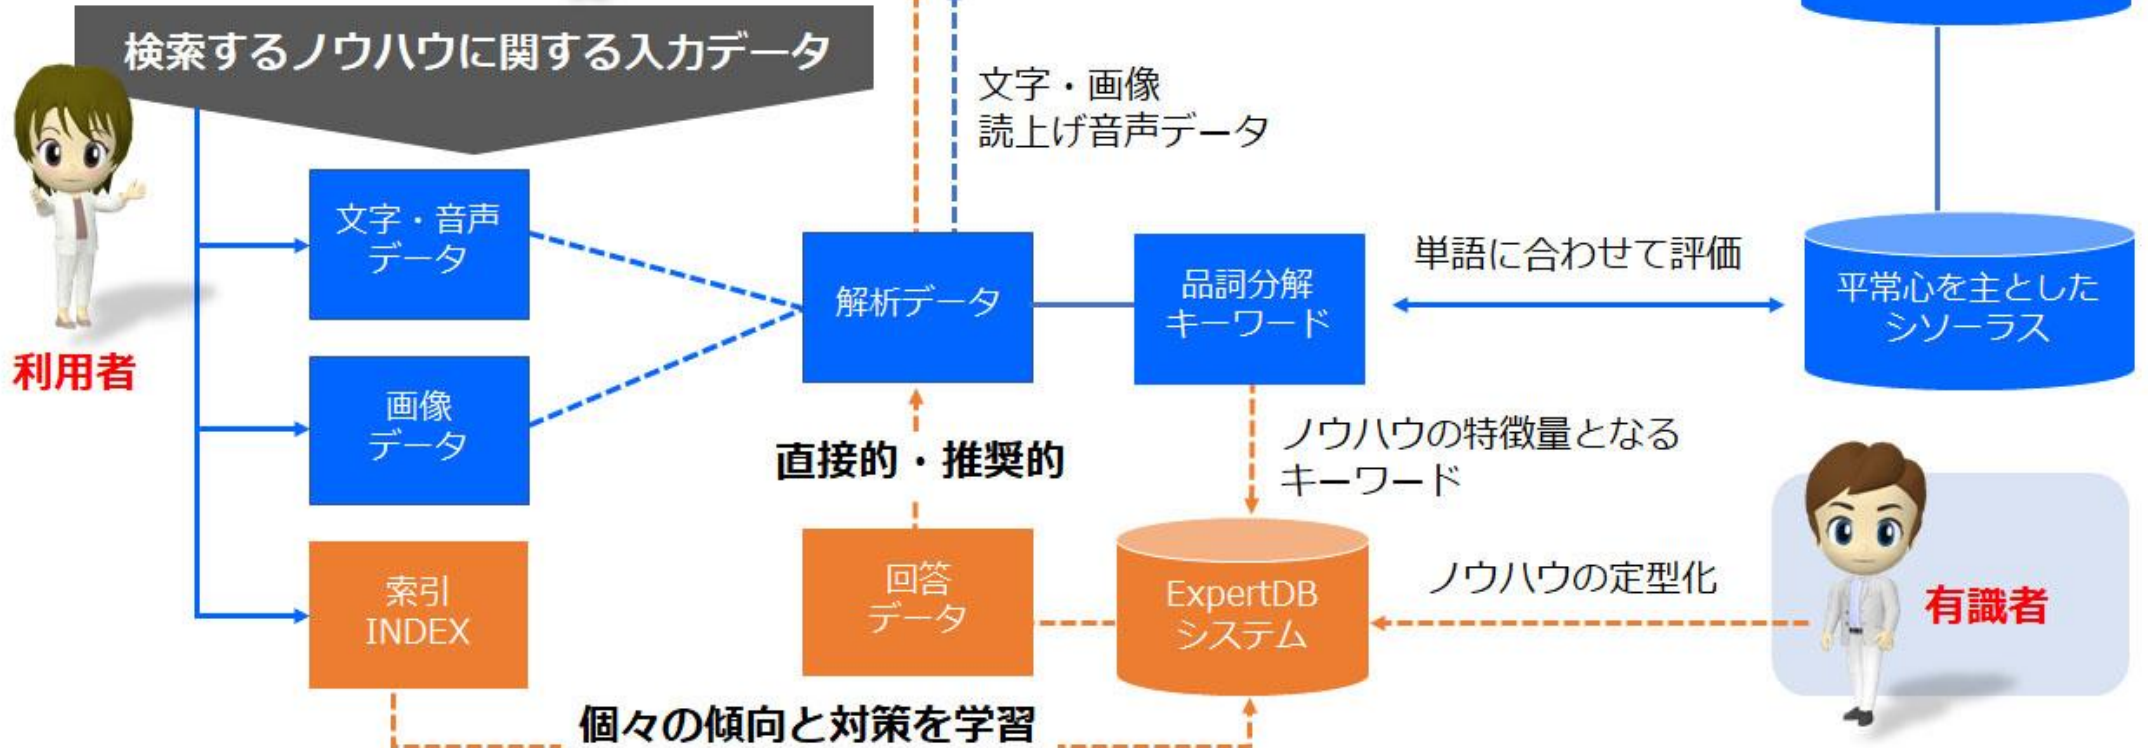 検索するノウハウに関する入力データ
文字・画像
読上げ音声データ
文字・音声
データ
解析データ
品詞分解
キーワード
単語に合わせて評価
平常心を主とした
シソーラス
利用者
画像
データ
直接的・推奨的
ノウハウの特徴量となる
キーワード
索引
INDEX
回答
データ
ExpertDB
システム
ノウハウの定型化
有識者
個々の傾向と対策を学習